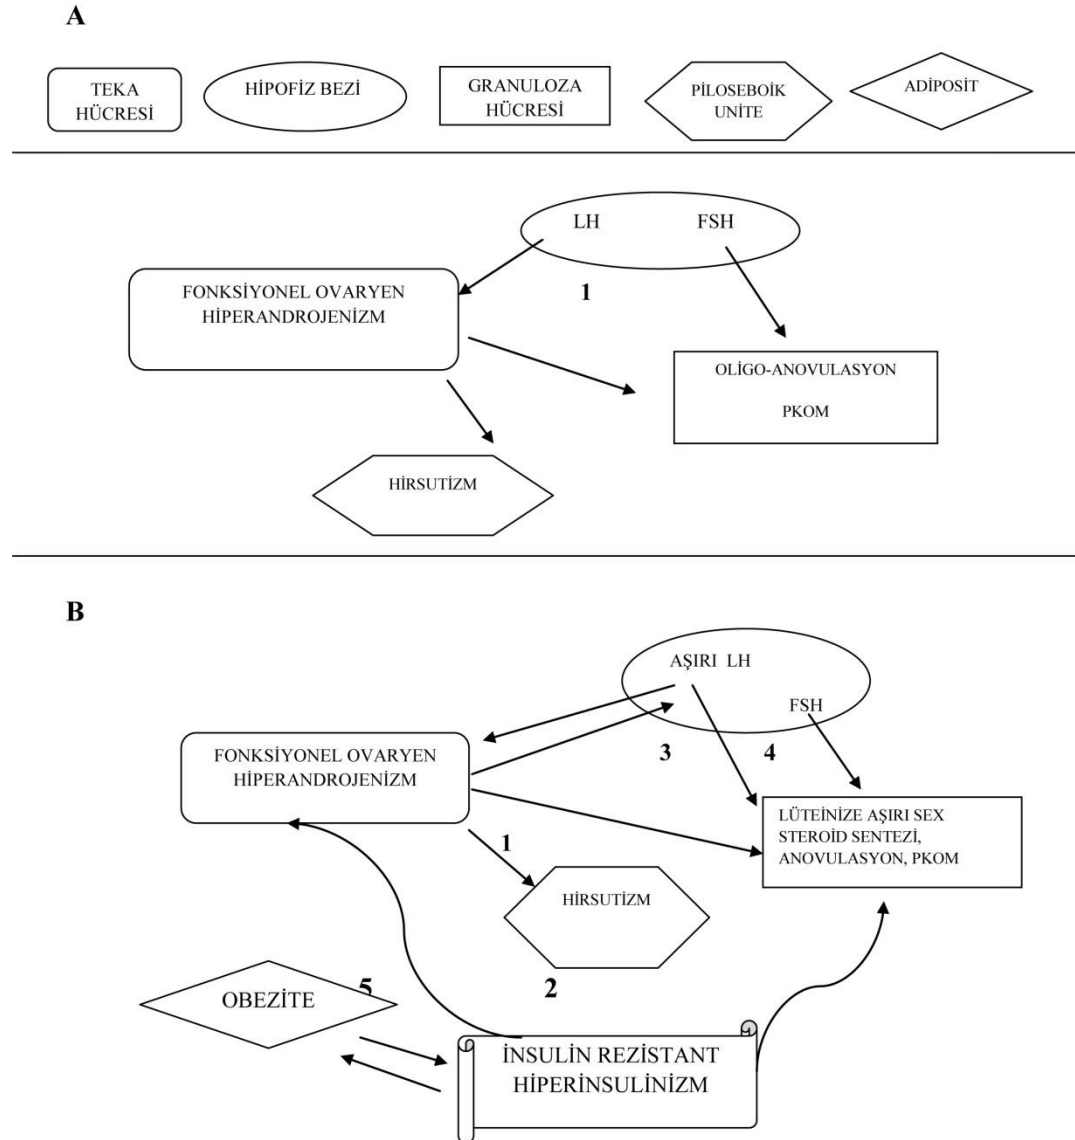 A
TEKA
HÜCRESİ
HİPOFİZ BEZİ
GRANULOZA
HÜCRESİ
PİLOSEBOİK
UNİTE
ADİPOSİT
LH FSH
1
FONKSİYONEL OVARYEN
HİPERANDROJENİZM
OLİGO-ANOVULASYON
PKOM
HİRSUTİZM
B
AŞIRI LH
FSH
3 4
FONKSİYONEL OVARYEN
HİPERANDROJENİZM
LÜTEİNİZE AŞIRI SEX
STEROİD SENTEZİ,
ANOVULASYON, PKOM
1
HİRSUTİZM
2
5
OBEZİTE
İNSULİN REZİSTANT
HİPERİNSULİNİZM